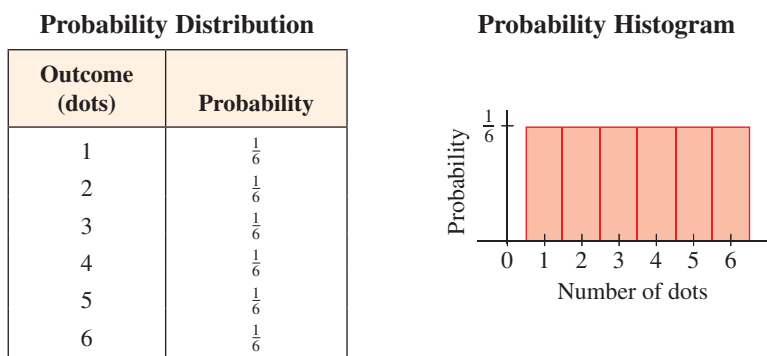 Probability Distribution
Outcome
(dots) Probability
1 1/6
2 1/6
3 1/6
4 1/6
5 1/6
6 1/6
Probability Histogram
Probability
1/6
0 1 2 3 4 5 6
Number of dots